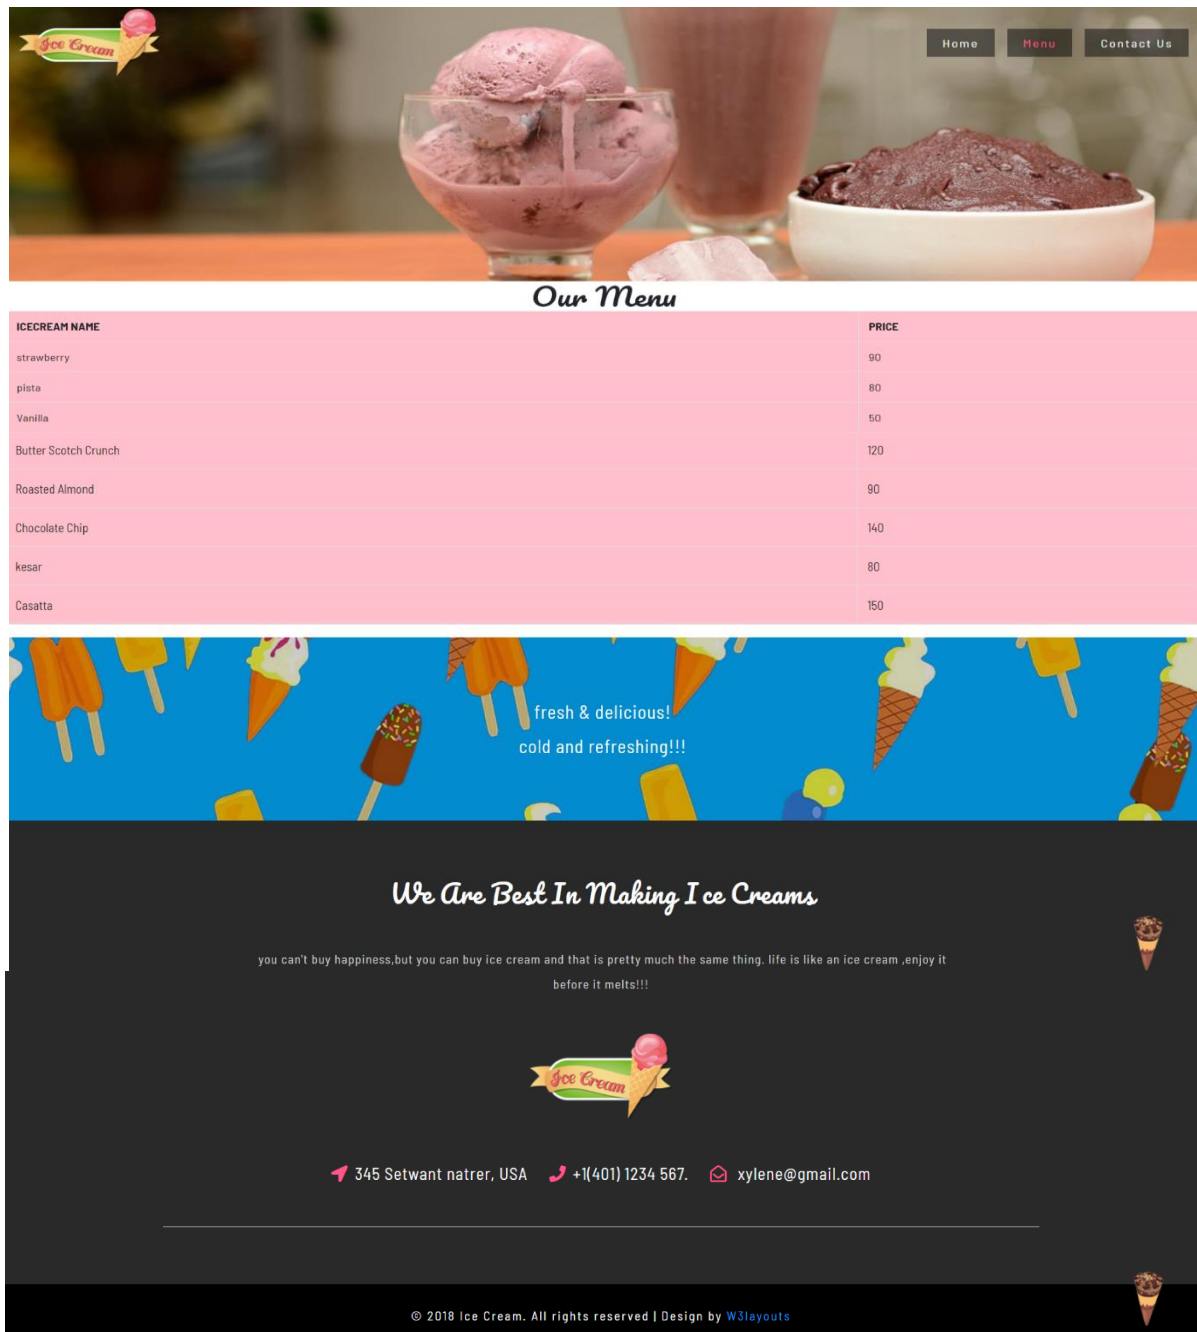 Ice Cream
Home Menu Contact Us
Our Menu
ICECREAM NAME PRICE
strawberry 90
pista 80
Vanilla 50
Butter Scotch Crunch 120
Roasted Almond 90
Chocolate Chip 140
kesar 80
Casatta 150
fresh & delicious!
cold and refreshing!!!
We Are Best In Making I ce Creams
you can't buy happiness,but you can buy ice cream and that is pretty much the same thing. life is like an ice cream ,enjoy it
before it melts!!!
Ice Cream
345 Setwant natrer, USA +1(401) 1234 567. xylene@gmail.com
© 2018 Ice Cream. All rights reserved | Design by W3layouts